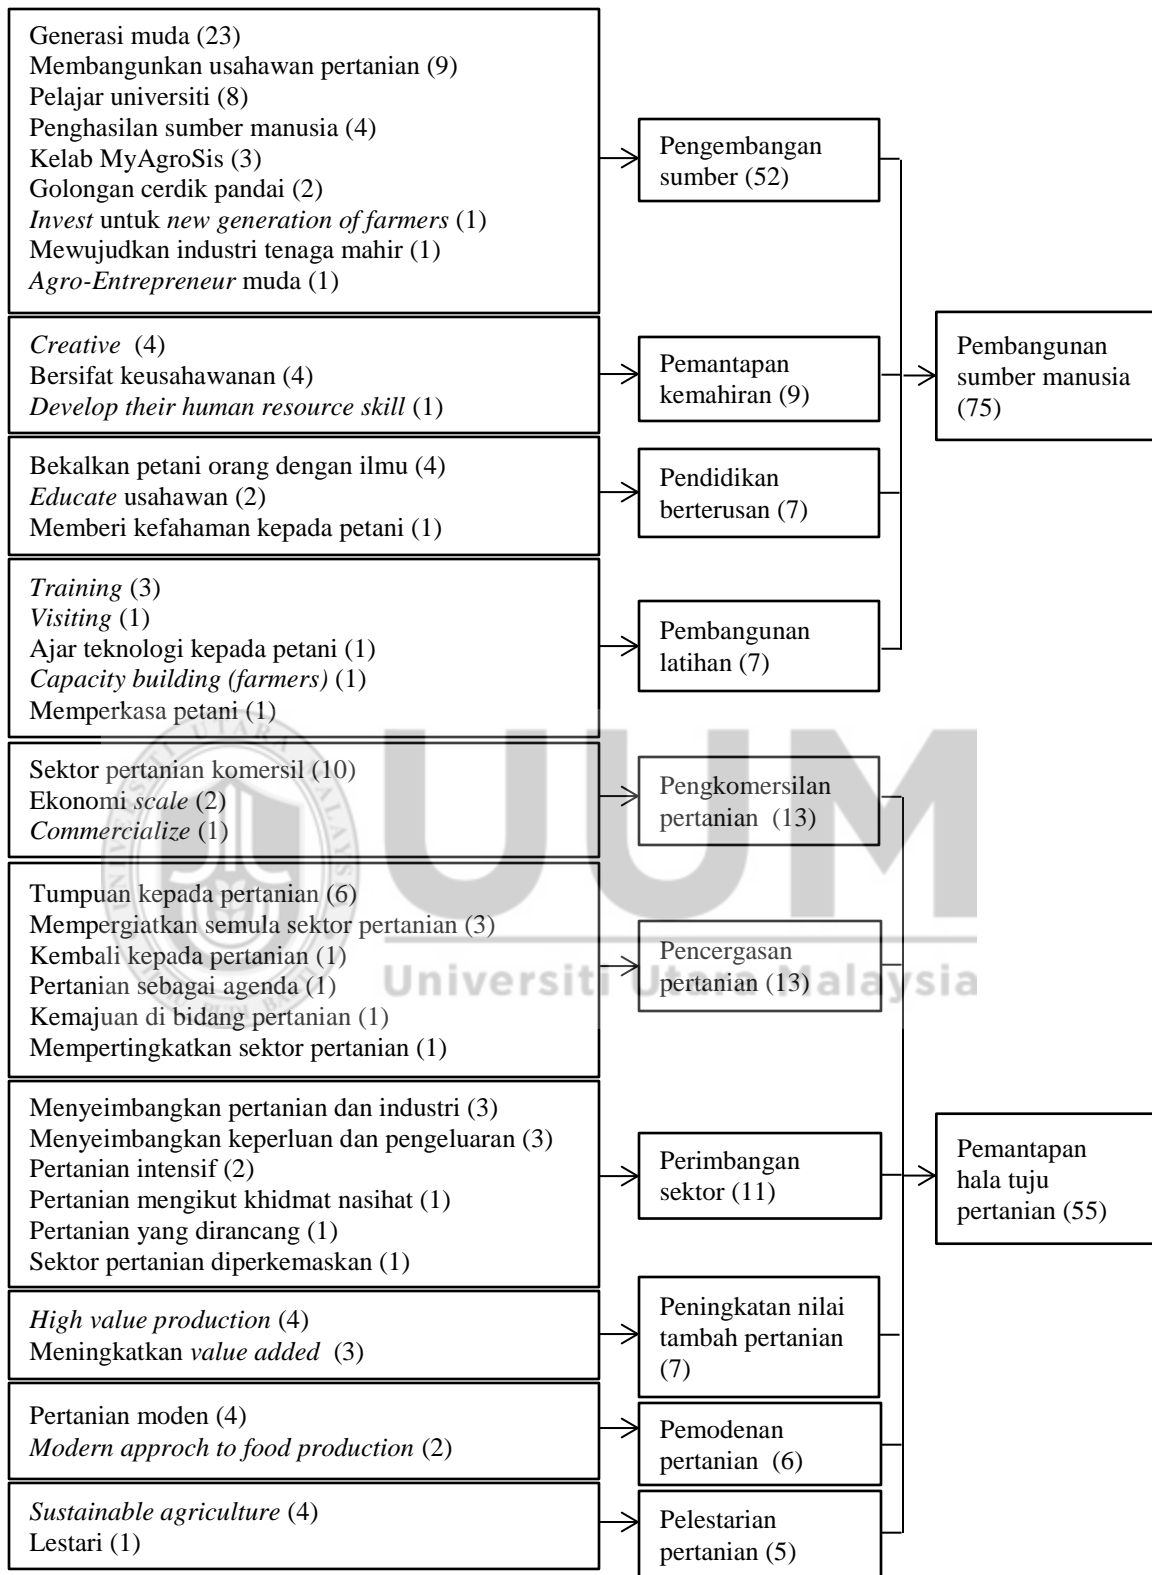 Generasi muda (23)
Membangunkan usahawan pertanian (9)
Pelajar universiti (8)
Penghasilan sumber manusia (4)
Kelab MyAgroSis (3)
Golongan cerdik pandai (2)
Invest untuk new generation of farmers (1)
Mewujudkan industri tenaga mahir (1)
Agro-Entrepreneur muda (1)
Pengembangan
sumber (52)
Creative (4)
Bersifat keusahawanan (4)
Develop their human resource skill (1)
Pemantapan
kemahiran (9)
Bekalkan petani orang dengan ilmu (4)
Educate usahawan (2)
Memberi kefahaman kepada petani (1)
Pendidikan
berterusan (7)
Training (3)
Visiting (1)
Ajar teknologi kepada petani (1)
Capacity building (farmers) (1)
Memperkasa petani (1)
Pembangunan
latihan (7)
Pembangunan
sumber manusia
(75)
Sektor pertanian komersil (10)
Ekonomi scale (2)
Commercialize (1)
Pengkomersilan
pertanian (13)
Tumpuan kepada pertanian (6)
Mempergiatkan semula sektor pertanian (3)
Kembali kepada pertanian (1)
Pertanian sebagai agenda (1)
Kemajuan di bidang pertanian (1)
Mempertingkatkan sektor pertanian (1)
Pencergasan
pertanian (13)
Menyeimbangkan pertanian dan industri (3)
Menyeimbangkan keperluan dan pengeluaran (3)
Pertanian intensif (2)
Pertanian mengikut khidmat nasihat (1)
Pertanian yang dirancang (1)
Sektor pertanian diperkemaskan (1)
Perimbangan
sektor (11)
High value production (4)
Meningkatkan value added (3)
Peningkatan nilai
tambah pertanian
(7)
Pertanian moden (4)
Modern approch to food production (2)
Pemodenan
pertanian (6)
Sustainable agriculture (4)
Lestari (1)
Pelestarian
pertanian (5)
Pemantapan
hala tuju
pertanian (55)
UNIVERSITI UTARA MALAYSIA
UUM
Universiti Utara Malaysia